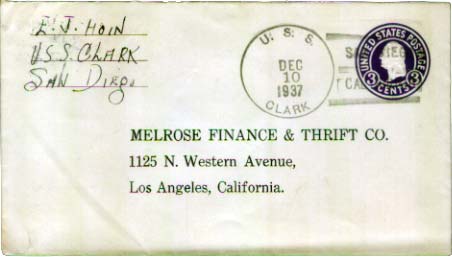 E. J. HOIN
U.S.S. CLARK
SAN DIEGO
U. S. S.
DEC
10
1937
CLARK
UNITED STATES POSTAGE
3 3
CENTS
MELROSE FINANCE & THRIFT CO.
1125 N. Western Avenue,
Los Angeles, California.